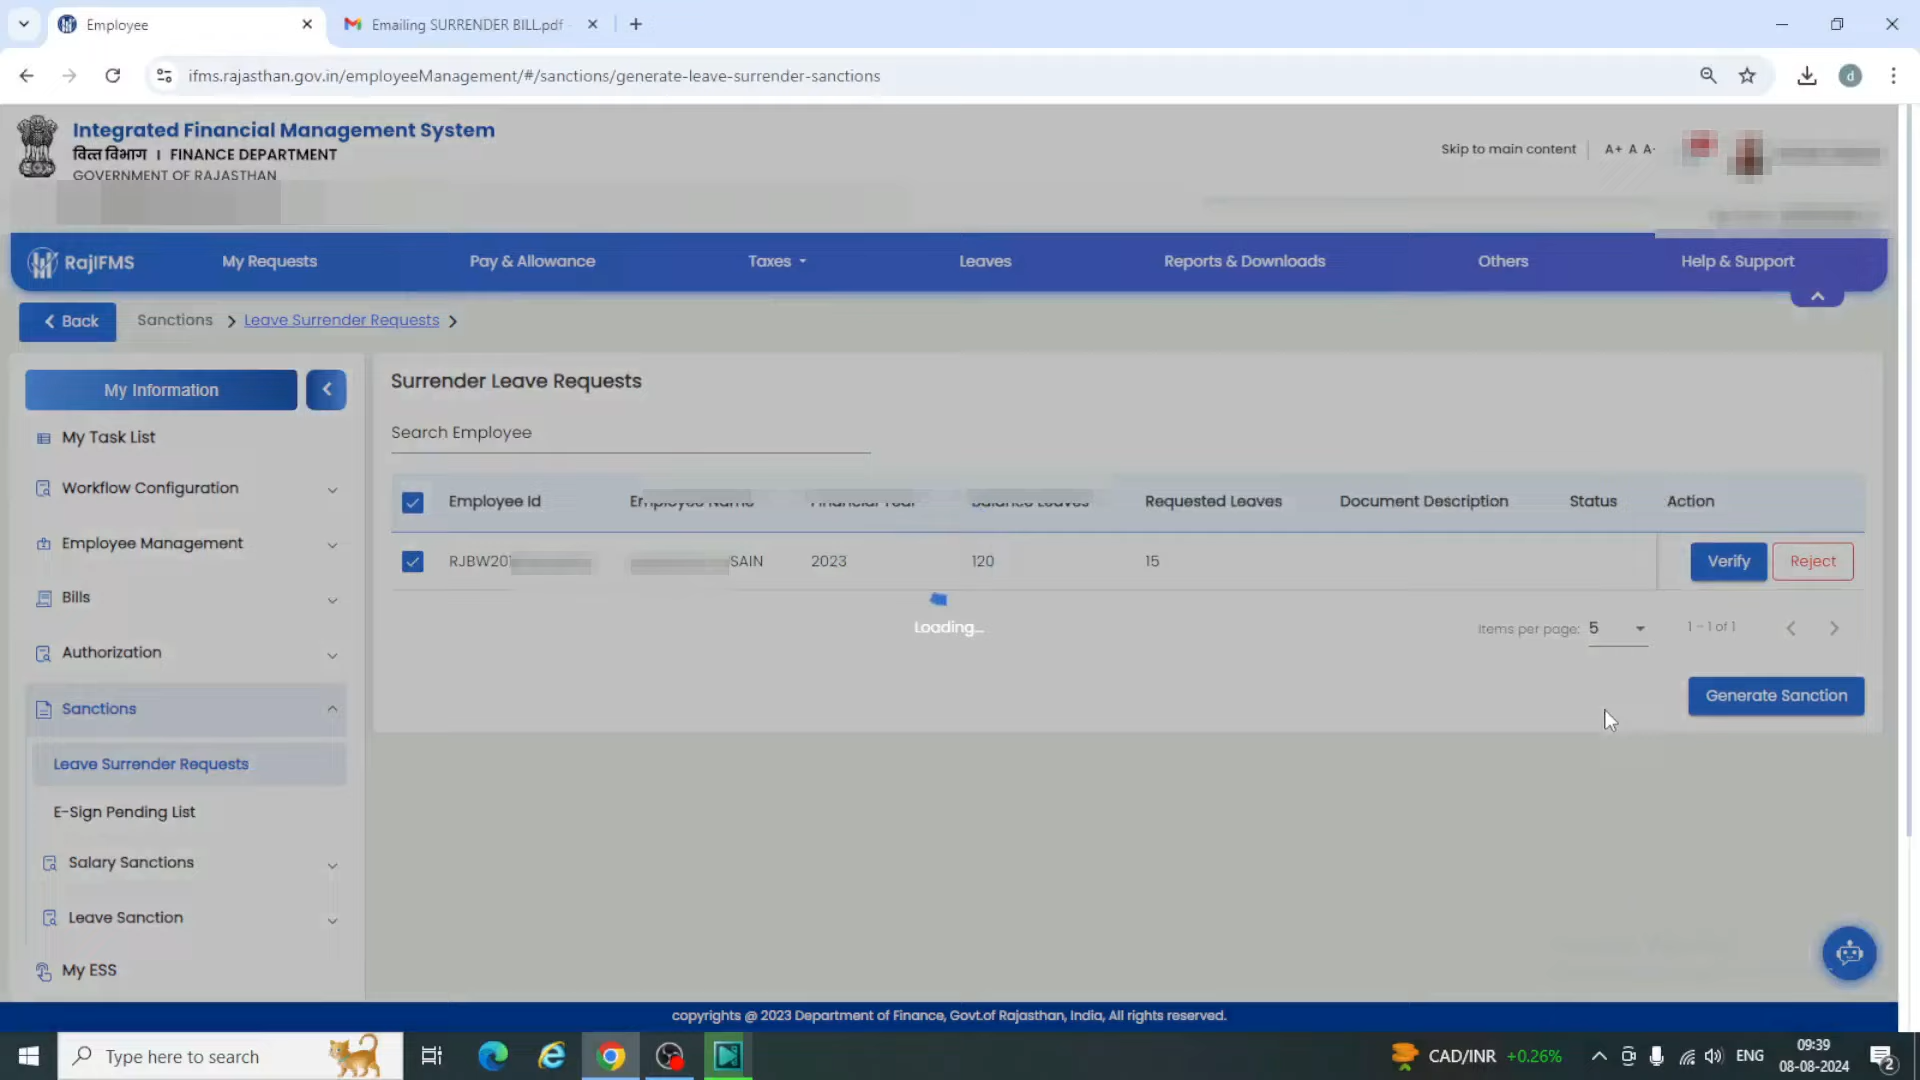 Employee
Emailing SURRENDER BILL.pdf
ifms.rajasthan.gov.in/employeeManagement/#/sanctions/generate-leave-surrender-sanctions
d
Integrated Financial Management System
वित्त विभाग | FINANCE DEPARTMENT
GOVERNMENT OF RAJASTHAN
Skip to main content
A+ A A-
RajIFMS
My Requests
Pay & Allowance
Taxes
Leaves
Reports & Downloads
Others
Help & Support
Back
Sanctions
Leave Surrender Requests
My Information
My Task List
Workflow Configuration
Employee Management
Bills
Authorization
Sanctions
Leave Surrender Requests
E-Sign Pending List
Salary Sanctions
Leave Sanction
My ESS
Surrender Leave Requests
Search Employee
Employee Id Employee Name Financial Year Balance Leaves Requested Leaves Document Description Status Action
RJBW20 SAIN 2023 120 15 Verify Reject
Loading...
Items per page: 5 1 – 1 of 1
Generate Sanction
copyrights @ 2023 Department of Finance, Govt.of Rajasthan, India, All rights reserved.
Type here to search
CAD/INR +0.26%
ENG
09:39
08-08-2024
2